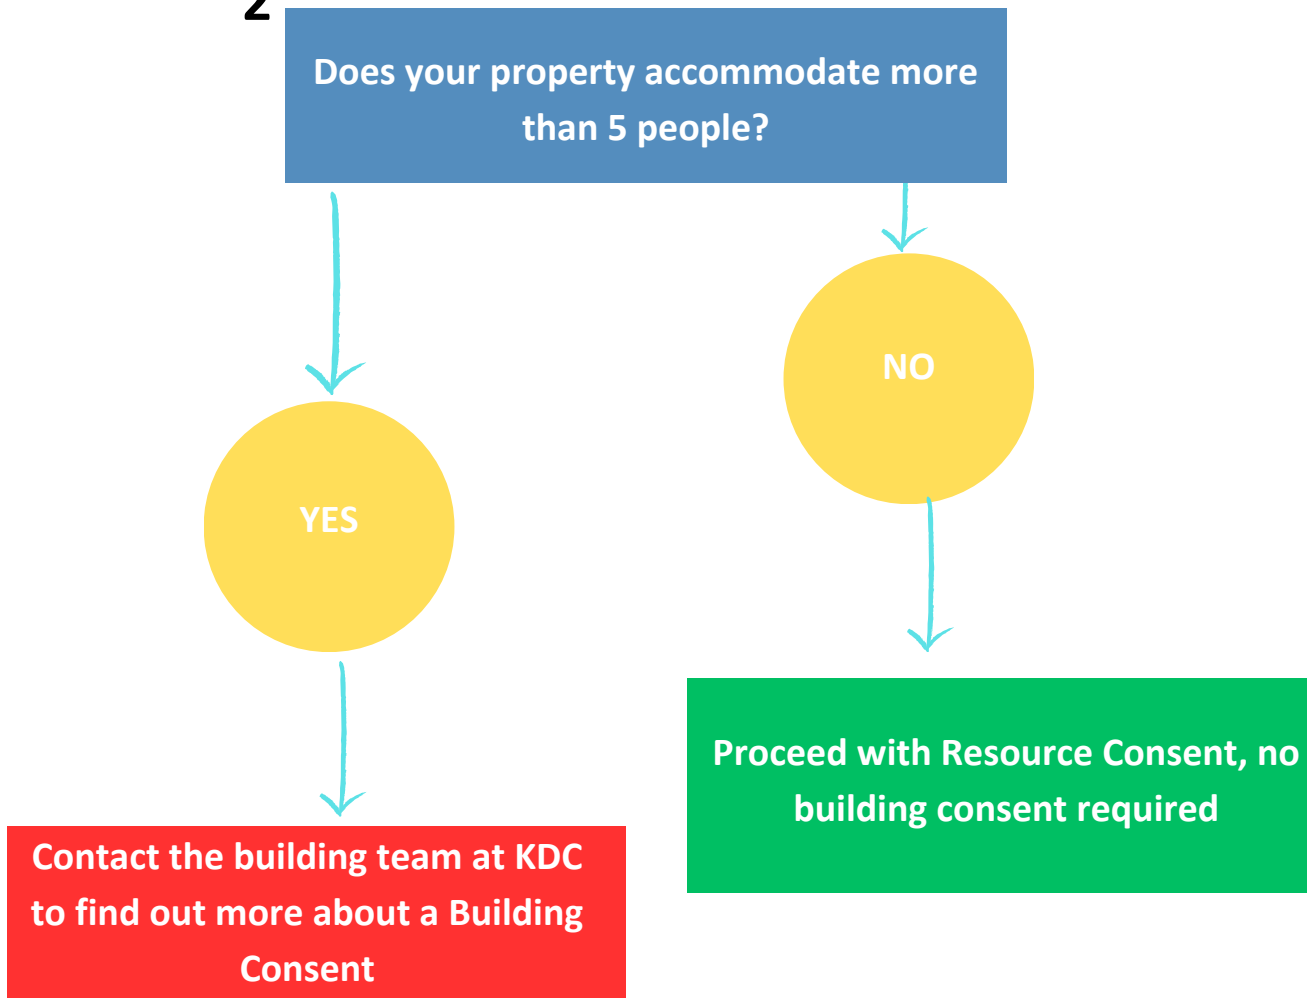 2
Does your property accommodate more
than 5 people?
NO
YES
Proceed with Resource Consent, no
building consent required
Contact the building team at KDC
to find out more about a Building
Consent